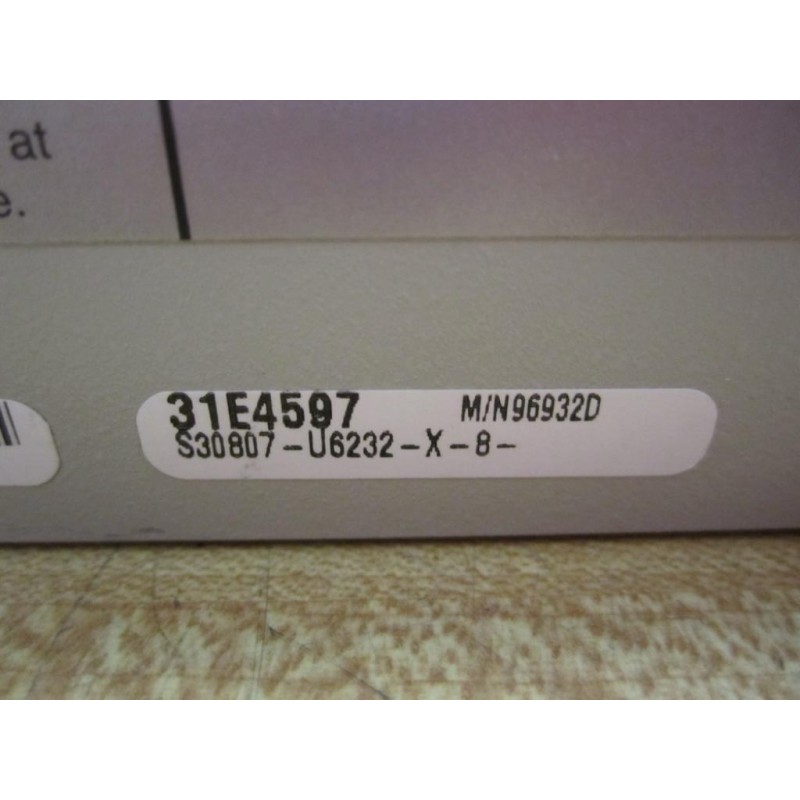 at
e.
31E4597 M/N96932D
S30807-U6232-X-8-